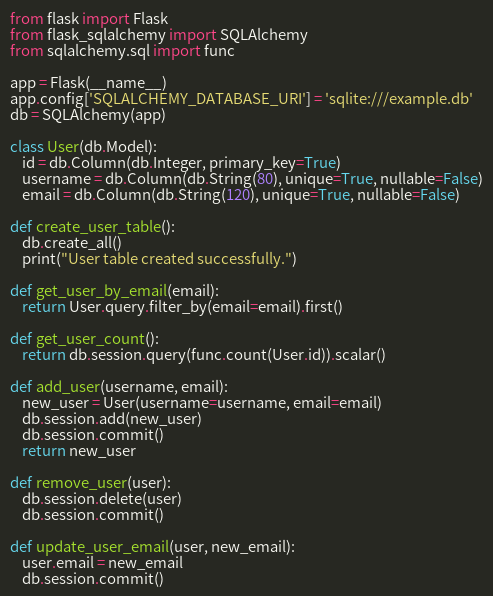 from flask import Flask
from flask_sqlalchemy import SQLAlchemy
from sqlalchemy.sql import func

app = Flask(__name__)
app.config['SQLALCHEMY_DATABASE_URI'] = 'sqlite:///example.db'
db = SQLAlchemy(app)

class User(db.Model):
    id = db.Column(db.Integer, primary_key=True)
    username = db.Column(db.String(80), unique=True, nullable=False)
    email = db.Column(db.String(120), unique=True, nullable=False)

def create_user_table():
    db.create_all()
    print("User table created successfully.")

def get_user_by_email(email):
    return User.query.filter_by(email=email).first()

def get_user_count():
    return db.session.query(func.count(User.id)).scalar()

def add_user(username, email):
    new_user = User(username=username, email=email)
    db.session.add(new_user)
    db.session.commit()
    return new_user

def remove_user(user):
    db.session.delete(user)
    db.session.commit()

def update_user_email(user, new_email):
    user.email = new_email
    db.session.commit()